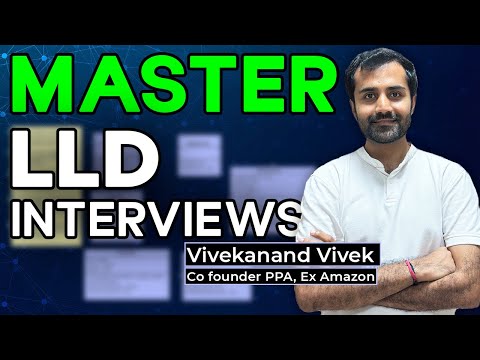 MASTER
LLD
INTERVIEWS
Vivekanand Vivek
Co founder PPA, Ex Amazon